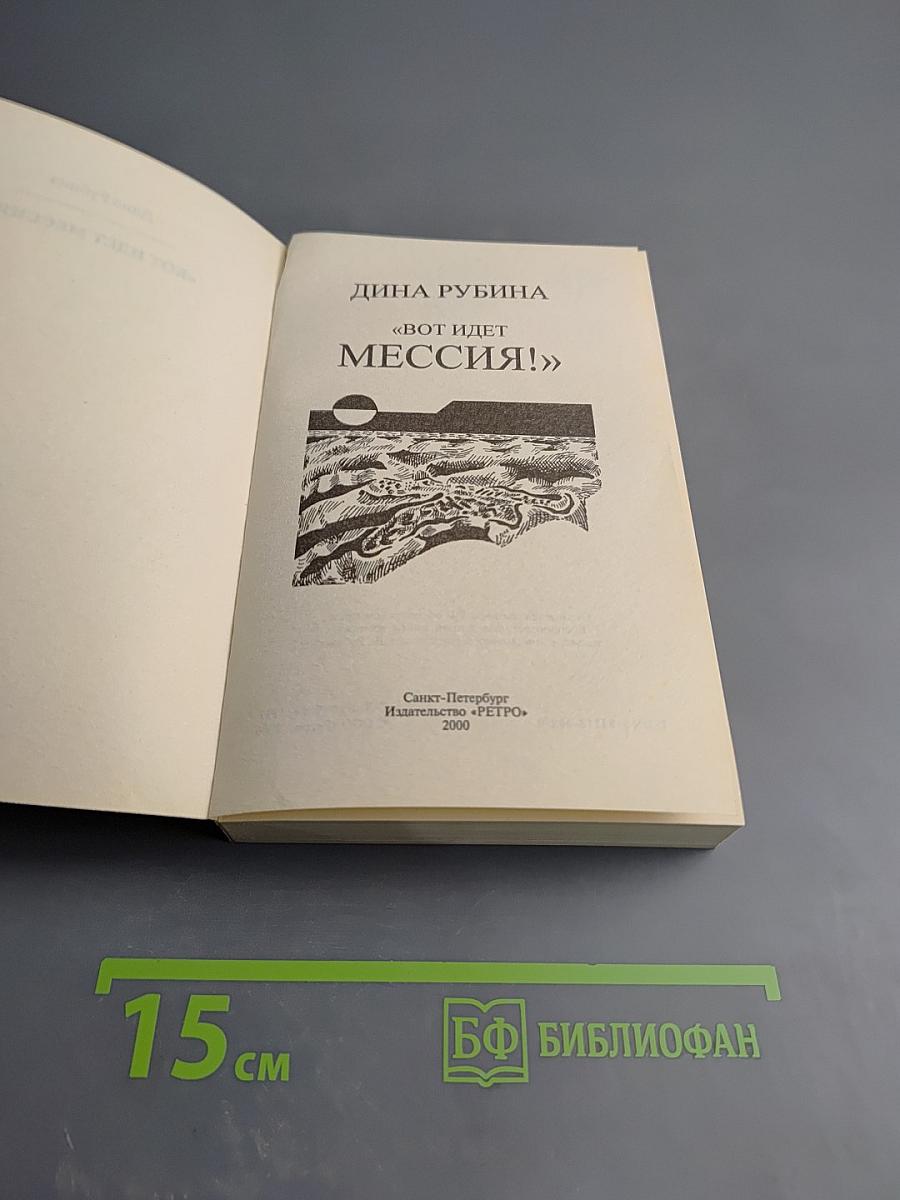 ДИНА РУБИНА
«ВОТ ИДЕТ
МЕССИЯ!»
Санкт-Петербург
Издательство «РЕТРО»
2000
15 см
БФ БИБЛИОФАН